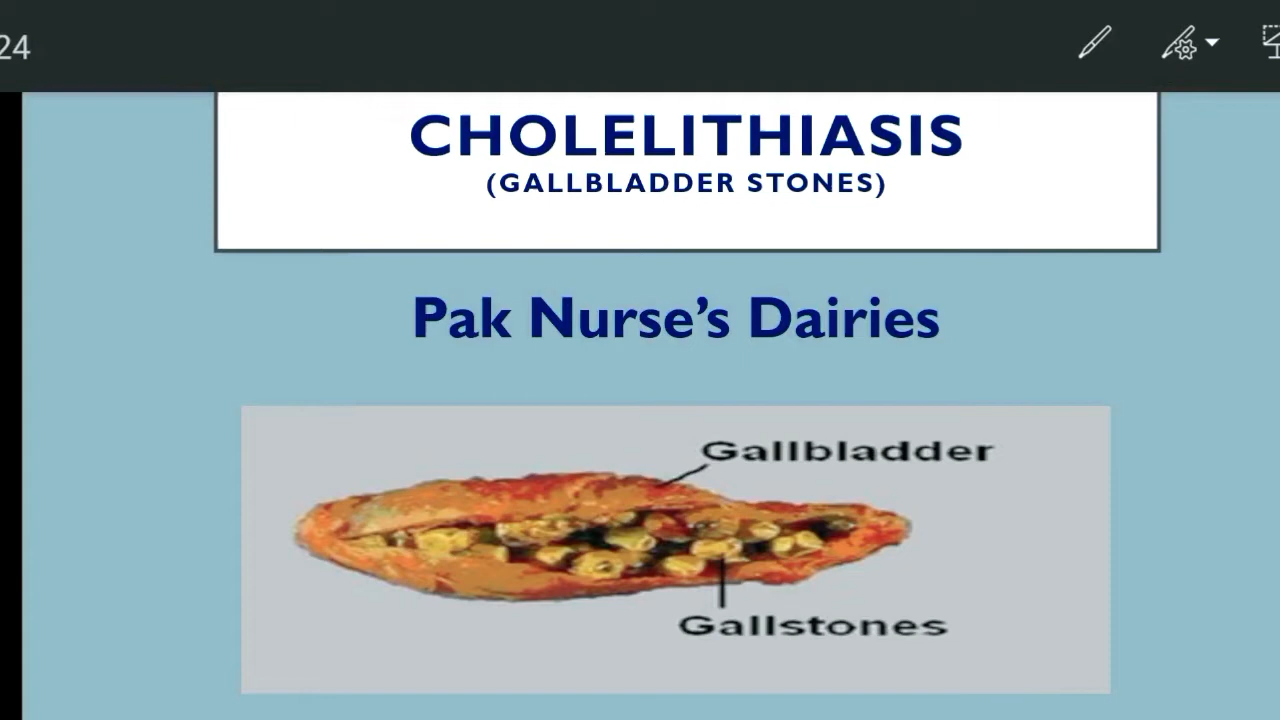 24
CHOLELITHIASIS
(GALLBLADDER STONES)
Pak Nurse’s Dairies
Gallbladder
Gallstones